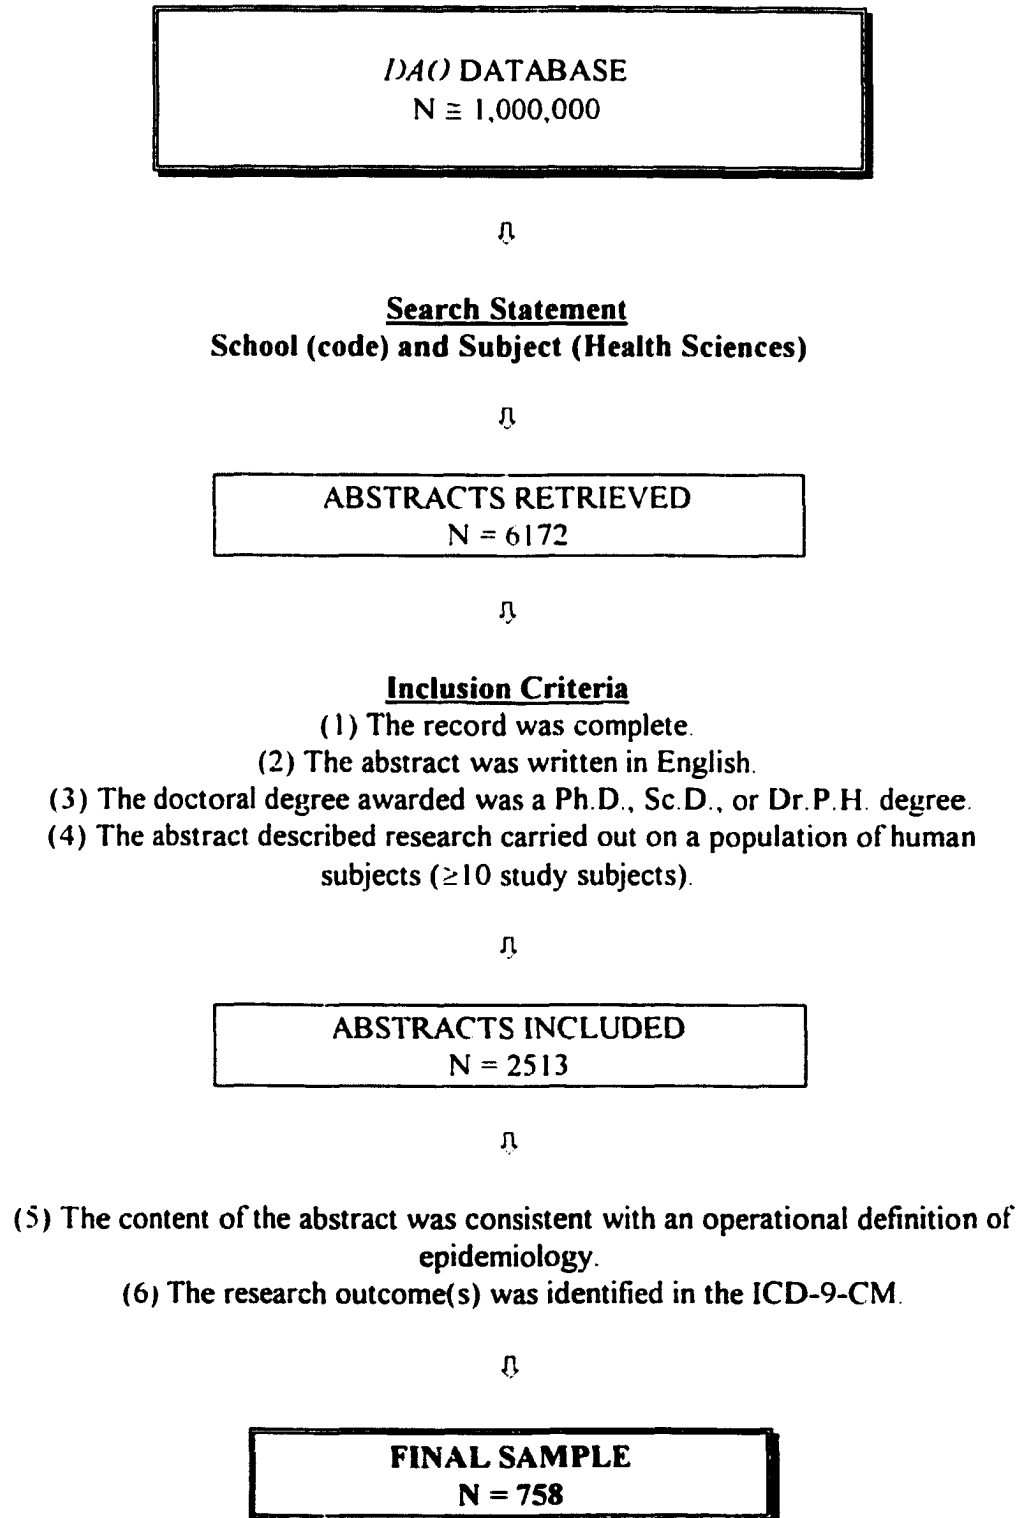 DAO DATABASE
N ≅ 1,000,000
Search Statement
School (code) and Subject (Health Sciences)
ABSTRACTS RETRIEVED
N = 6172
Inclusion Criteria
(1) The record was complete.
(2) The abstract was written in English.
(3) The doctoral degree awarded was a Ph.D., Sc.D., or Dr.P.H. degree.
(4) The abstract described research carried out on a population of human
subjects (≥10 study subjects).
ABSTRACTS INCLUDED
N = 2513
(5) The content of the abstract was consistent with an operational definition of
epidemiology.
(6) The research outcome(s) was identified in the ICD-9-CM.
FINAL SAMPLE
N = 758